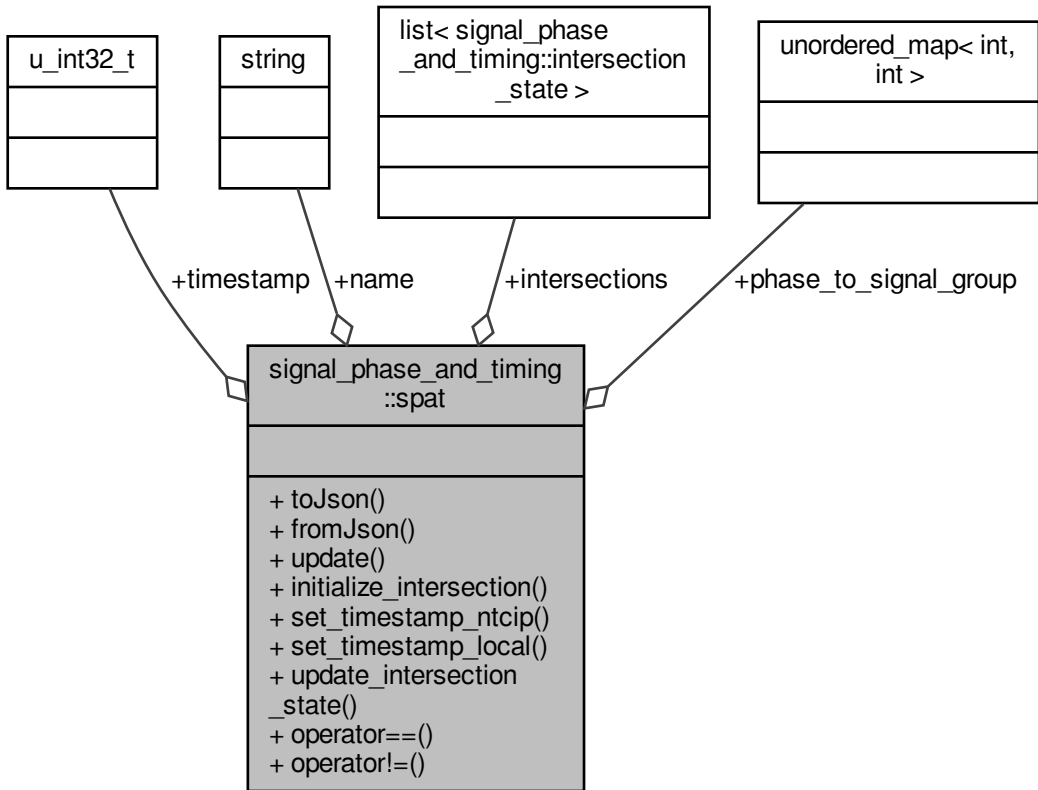 u_int32_t
string
list< signal_phase
_and_timing::intersection
_state >
unordered_map< int,
int >
+timestamp
+name
+intersections
+phase_to_signal_group
signal_phase_and_timing
::spat
+ toJson()
+ fromJson()
+ update()
+ initialize_intersection()
+ set_timestamp_ntcip()
+ set_timestamp_local()
+ update_intersection
_state()
+ operator==()
+ operator!=()